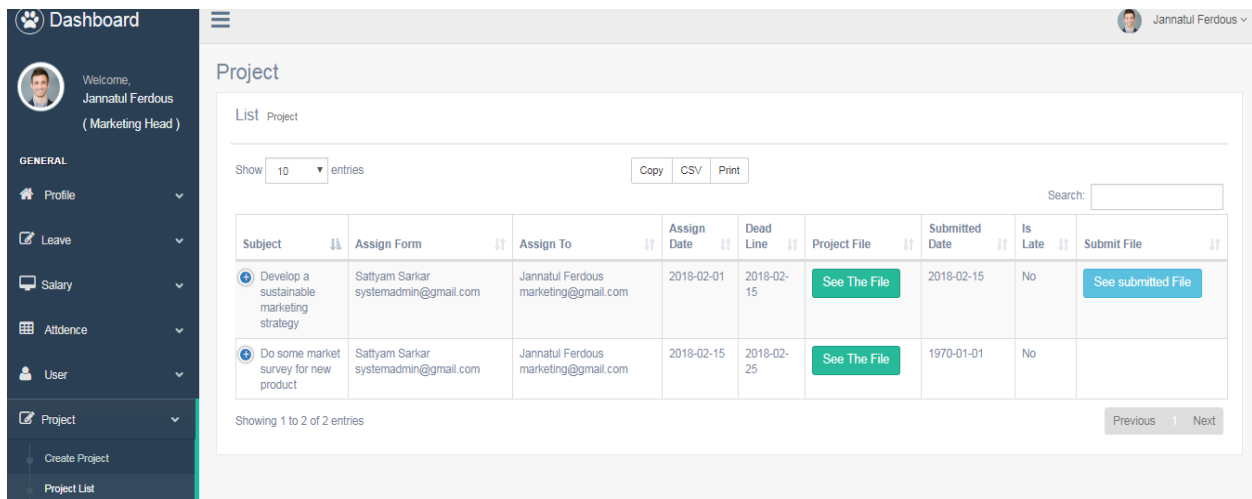 Dashboard
Jannatul Ferdous
Welcome,
Jannatul Ferdous
( Marketing Head )
GENERAL
Profile
Leave
Salary
Attdence
User
Project
Create Project
Project List
Project
List Project
Show 10 entries
Copy CSV Print
Search:
Subject Assign Form Assign To Assign Date Dead Line Project File Submitted Date Is Late Submit File
Develop a sustainable marketing strategy Sattyam Sarkar systemadmin@gmail.com Jannatul Ferdous marketing@gmail.com 2018-02-01 2018-02-15 See The File 2018-02-15 No See submitted File
Do some market survey for new product Sattyam Sarkar systemadmin@gmail.com Jannatul Ferdous marketing@gmail.com 2018-02-15 2018-02-25 See The File 1970-01-01 No
Showing 1 to 2 of 2 entries
Previous 1 Next